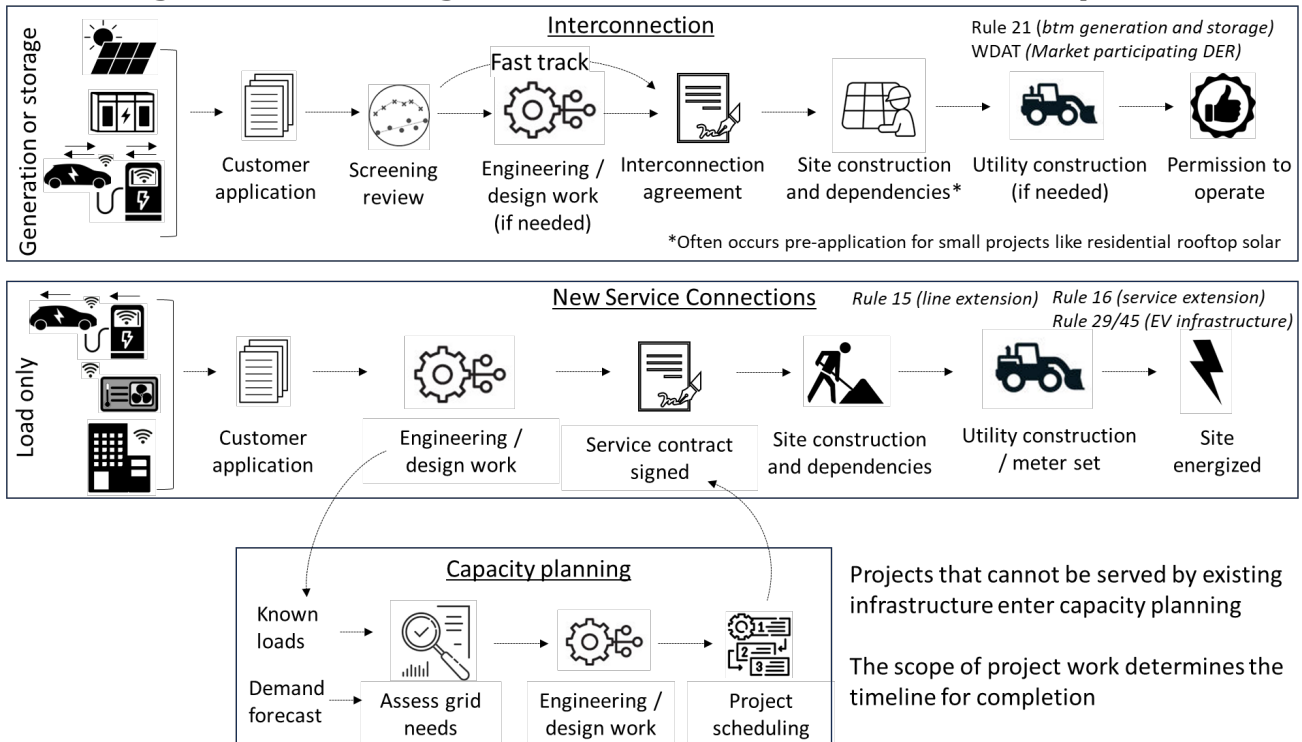 Interconnection
Rule 21 (btm generation and storage)
WDAT (Market participating DER)
Generation or storage
Fast track
Customer
application
Screening
review
Engineering /
design work
(if needed)
Interconnection
agreement
Site construction
and dependencies*
Utility construction
(if needed)
Permission to
operate
*Often occurs pre-application for small projects like residential rooftop solar
New Service Connections
Rule 15 (line extension)
Rule 16 (service extension)
Rule 29/45 (EV infrastructure)
Load only
Customer
application
Engineering /
design work
Service contract
signed
Site construction
and dependencies
Utility construction
/ meter set
Site
energized
Capacity planning
Known
loads
Demand
forecast
Assess grid
needs
Engineering /
design work
1
2
3
Project
scheduling
Projects that cannot be served by existing
infrastructure enter capacity planning
The scope of project work determines the
timeline for completion